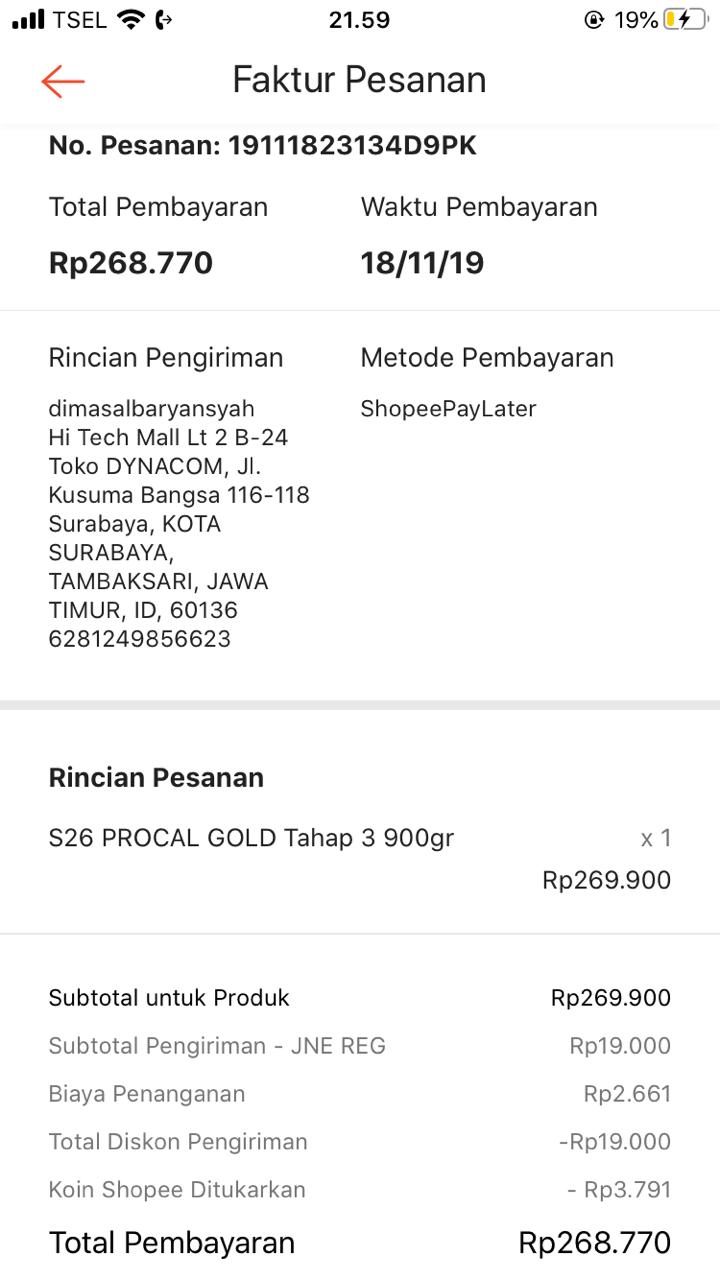 TSEL 21.59 19%
Faktur Pesanan
No. Pesanan: 19111823134D9PK
Total Pembayaran Waktu Pembayaran
Rp268.770 18/11/19
Rincian Pengiriman Metode Pembayaran
dimasalbaryansyah ShopeePayLater
Hi Tech Mall Lt 2 B-24
Toko DYNACOM, Jl.
Kusuma Bangsa 116-118
Surabaya, KOTA
SURABAYA,
TAMBAKSARI, JAWA
TIMUR, ID, 60136
6281249856623
Rincian Pesanan
S26 PROCAL GOLD Tahap 3 900gr x 1
Rp269.900
Subtotal untuk Produk Rp269.900
Subtotal Pengiriman - JNE REG Rp19.000
Biaya Penanganan Rp2.661
Total Diskon Pengiriman -Rp19.000
Koin Shopee Ditukarkan - Rp3.791
Total Pembayaran Rp268.770